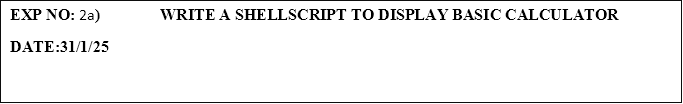 EXP NO: 2a) WRITE A SHELLSCRIPT TO DISPLAY BASIC CALCULATOR
DATE:31/1/25